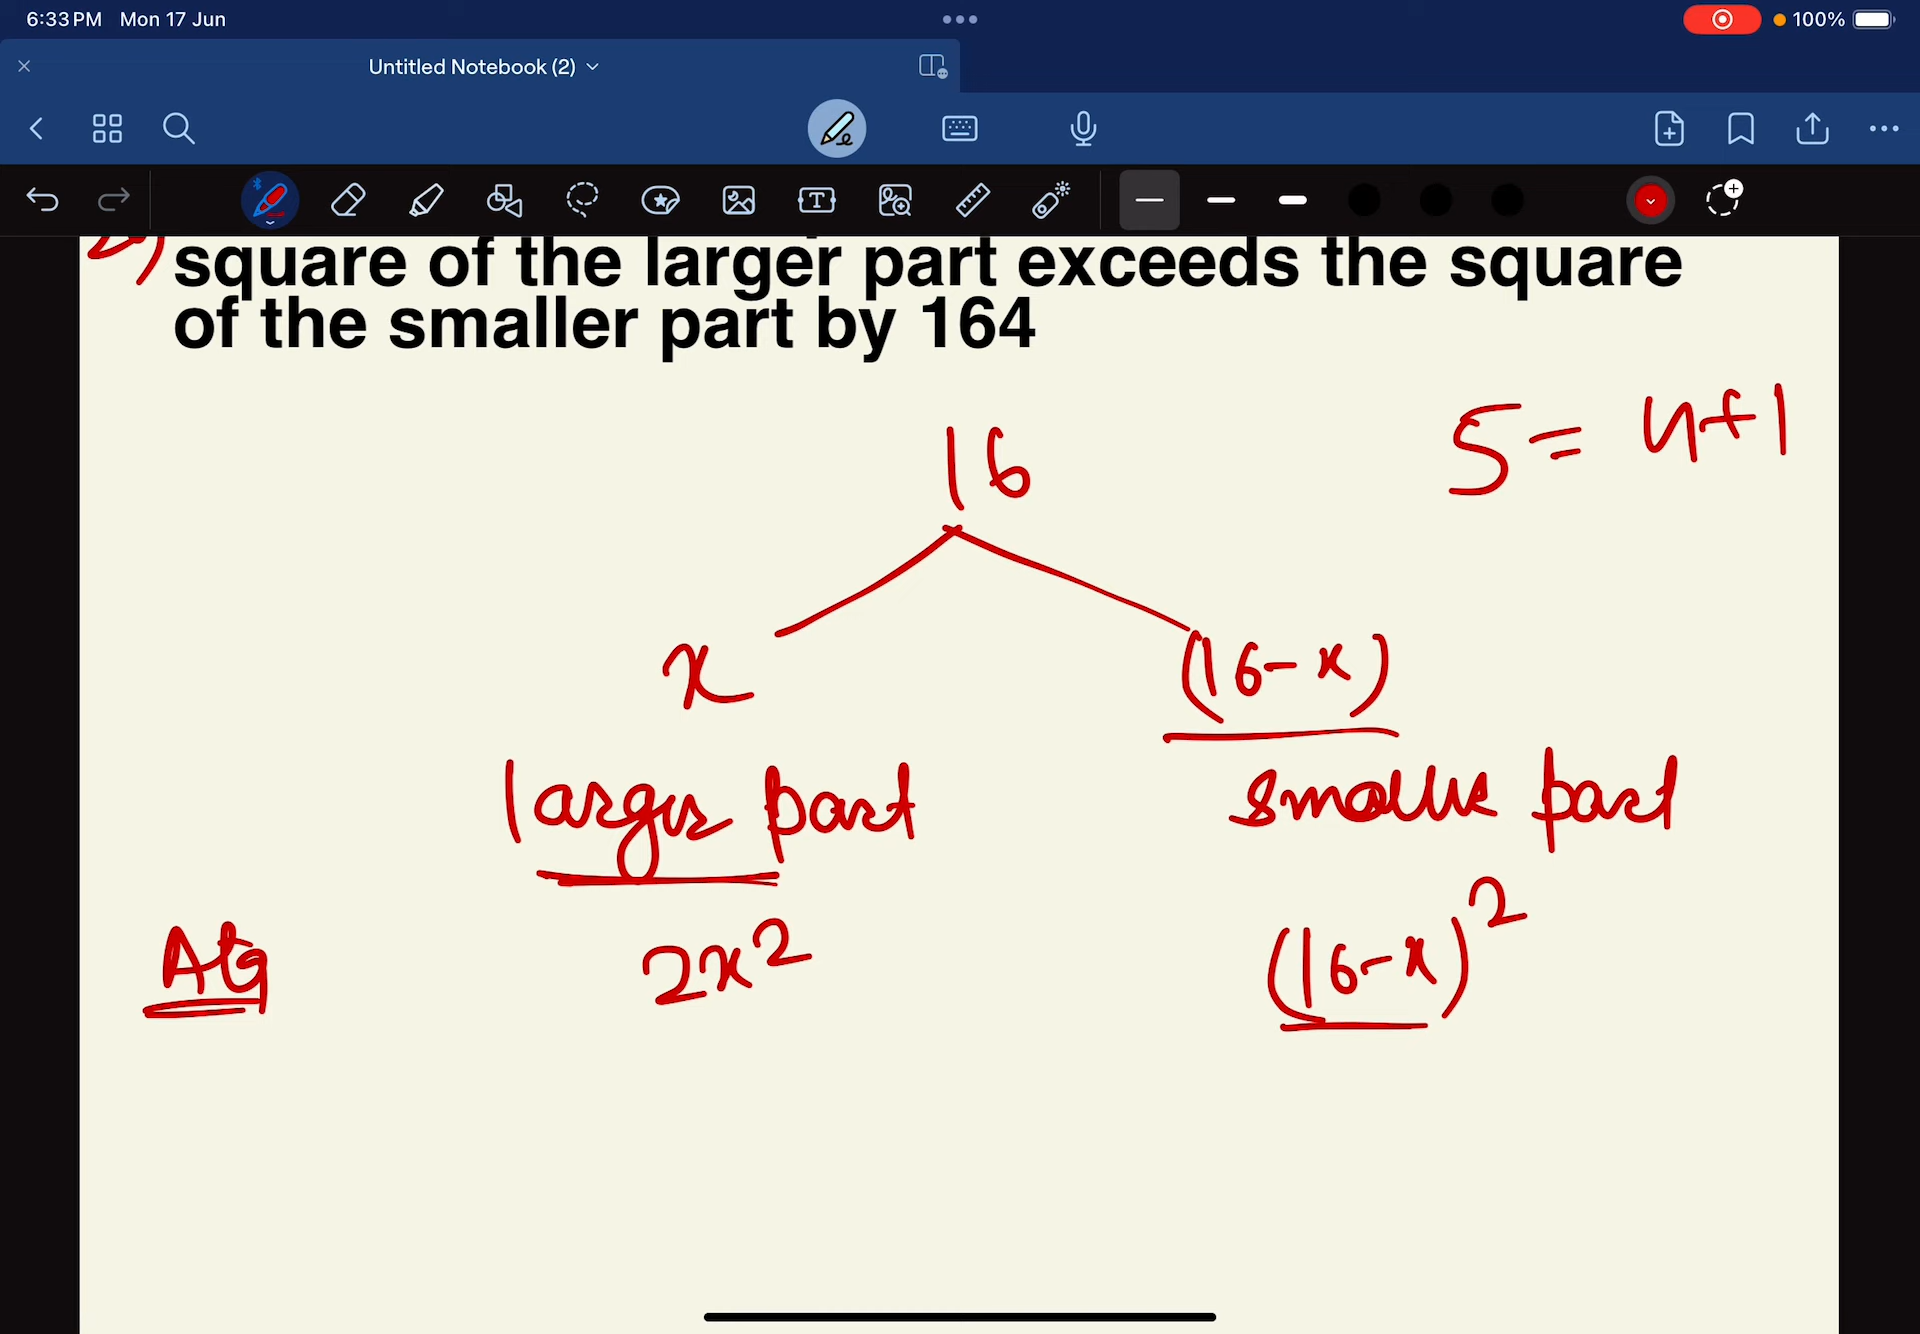 6:33 PM Mon 17 Jun 100%
Untitled Notebook (2)
square of the larger part exceeds the square
of the smaller part by 164
5 = 4+1
16
x (16-x)
larger part smaller part
ATQ 2x² (16-x)²